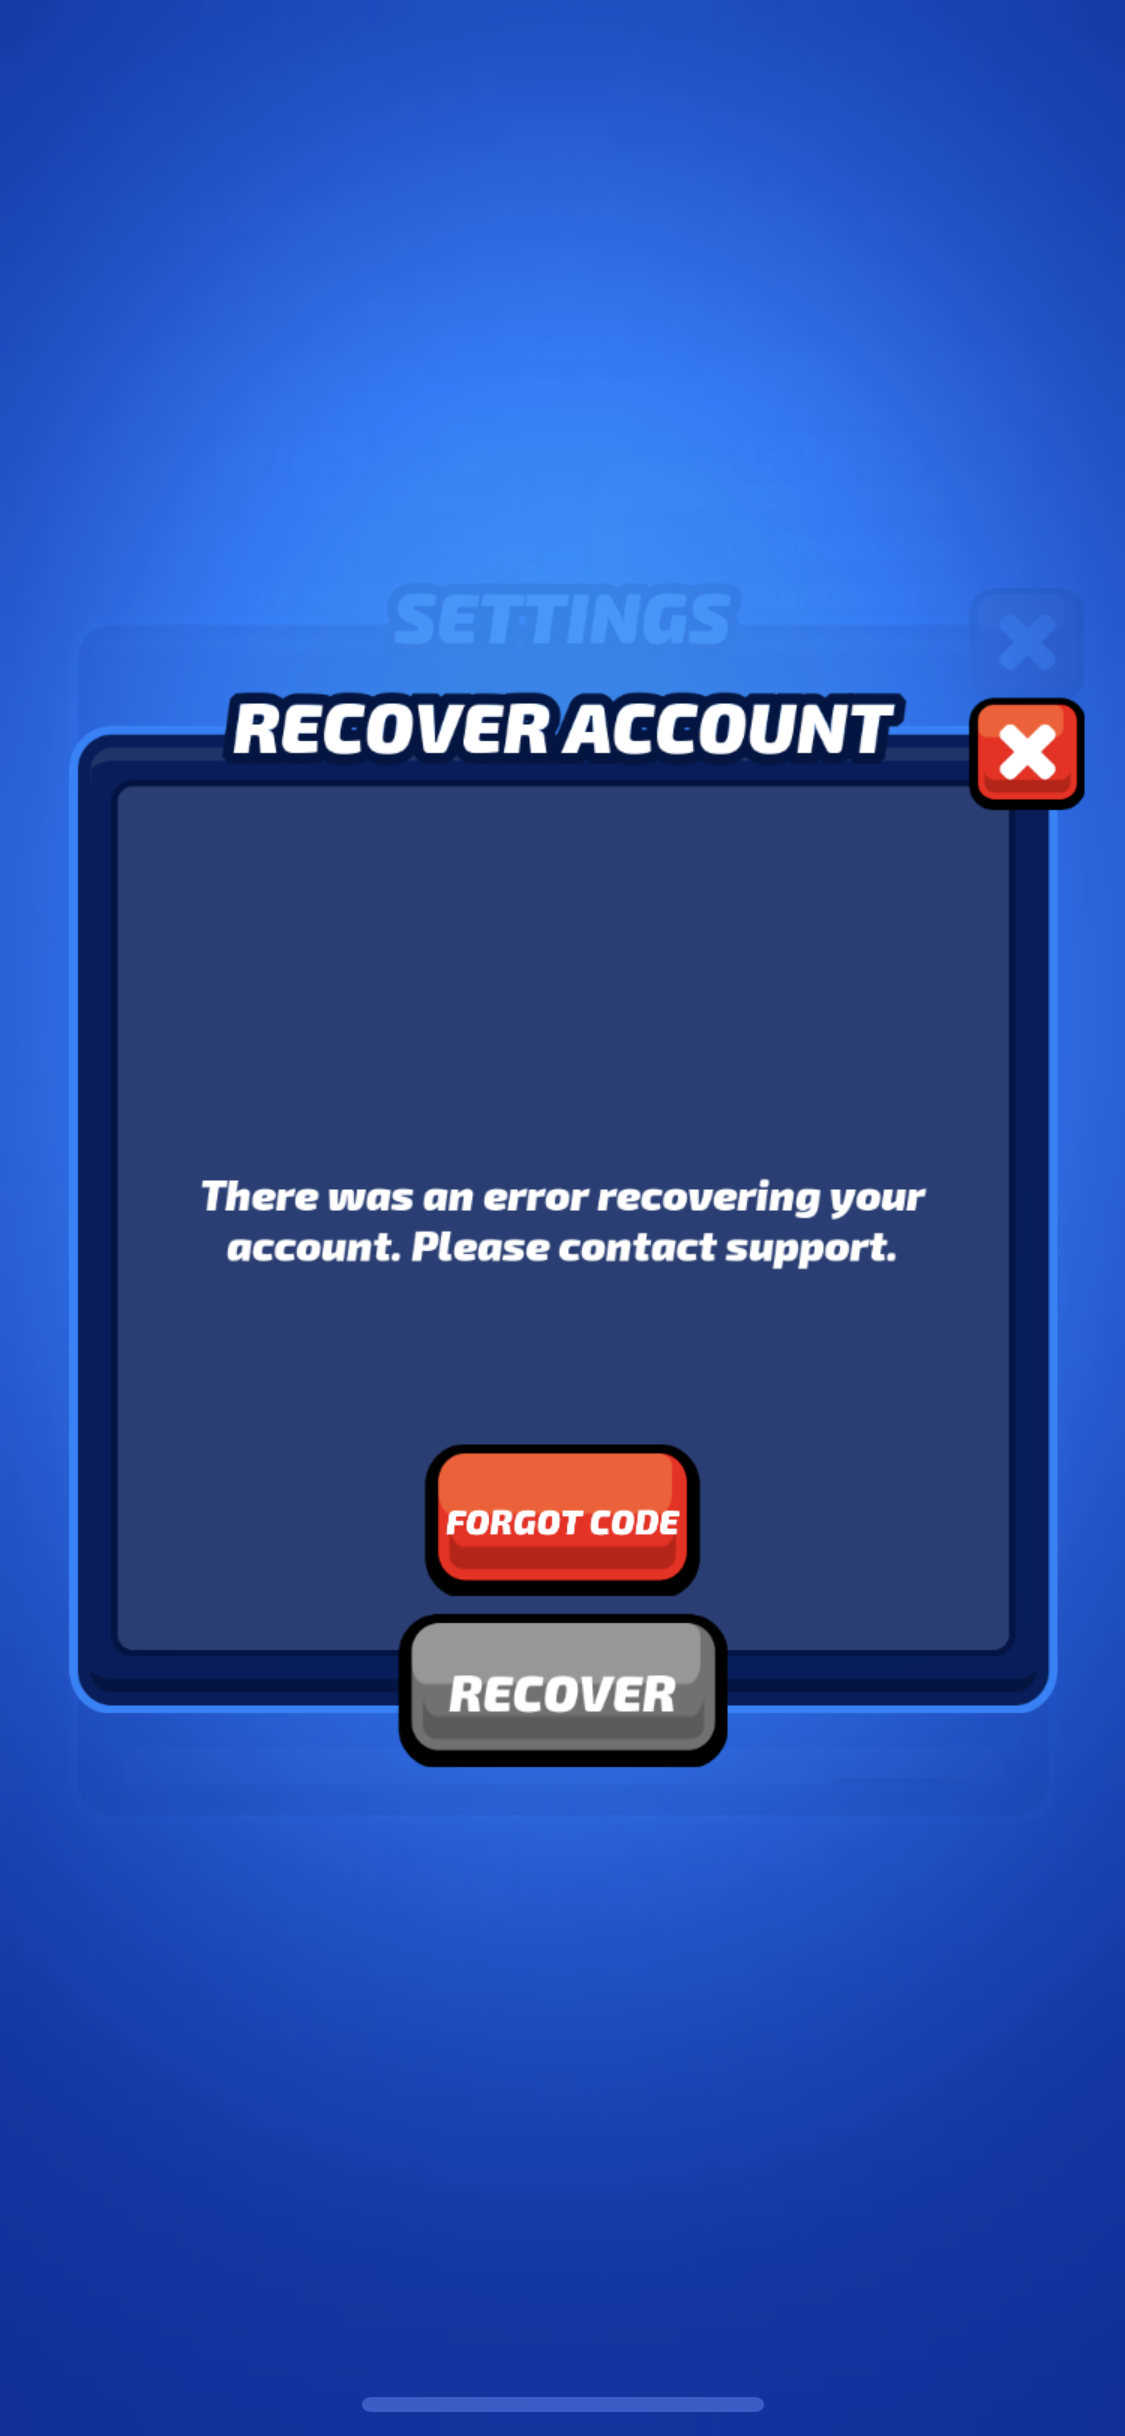 SETTINGS
RECOVER ACCOUNT
There was an error recovering your
account. Please contact support.
FORGOT CODE
RECOVER